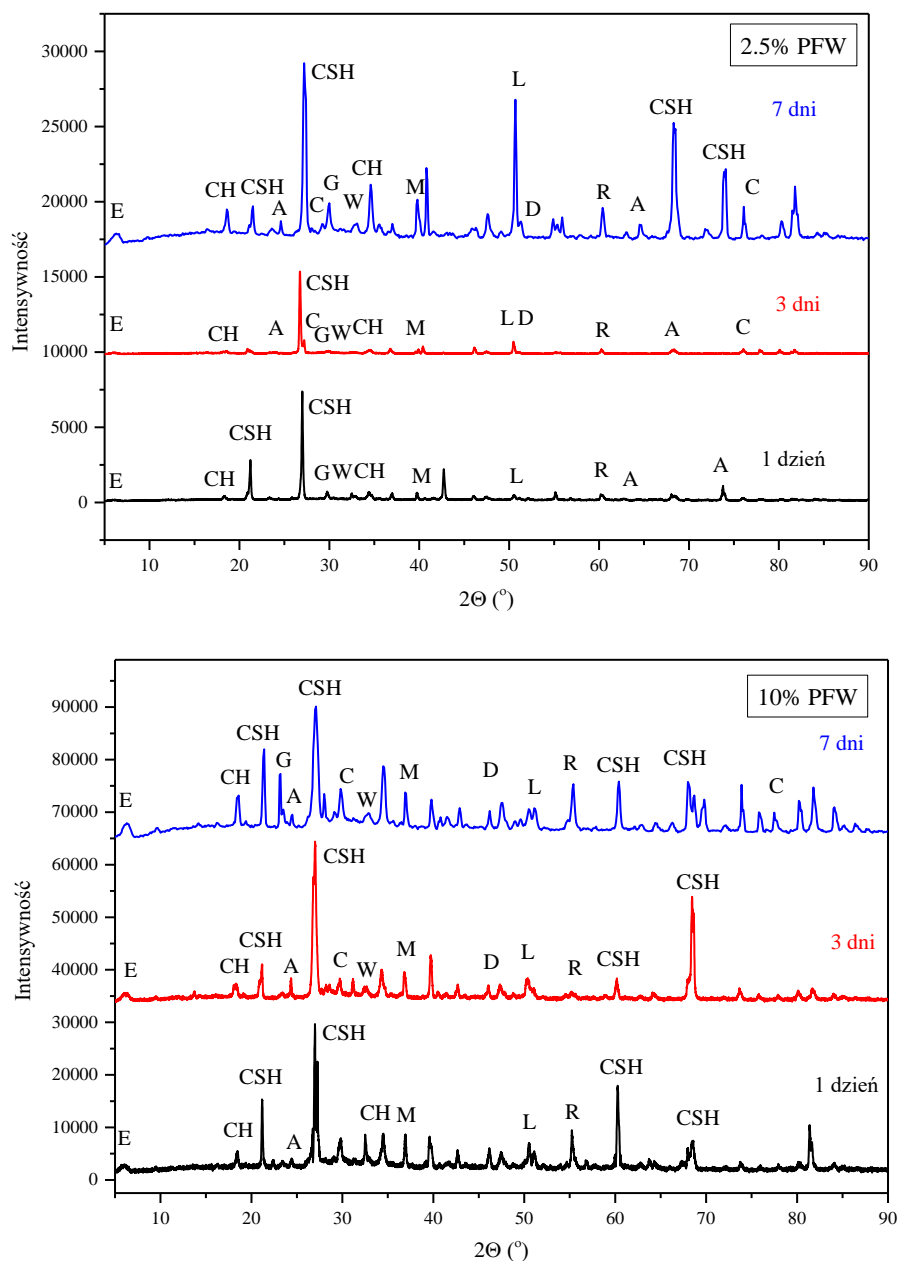 30000
25000
20000
15000
10000
5000
0
Intensywność
2.5% PFW
7 dni
E CH CSH A CSH C G W CH M L D R A CSH CSH C
3 dni
E CH A CSH C G W CH M L D R A C
1 dzień
E CH CSH CSH G W CH M L R A A
10 20 30 40 50 60 70 80 90
2Θ (°)
90000
80000
70000
60000
50000
40000
30000
20000
10000
0
Intensywność
10% PFW
7 dni
E CH CSH G A CSH C W M D L R CSH CSH C
3 dni
E CH CSH A CSH C W M D L R CSH CSH
1 dzień
E CH CSH A CSH CH M L R CSH CSH
10 20 30 40 50 60 70 80 90
2Θ (°)